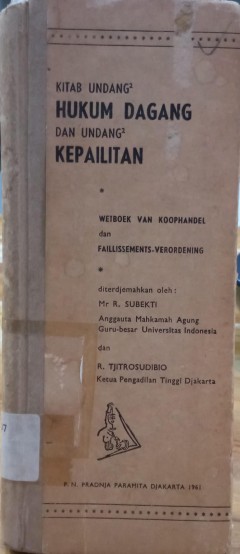 KITAB UNDANG²
HUKUM DAGANG
DAN UNDANG²
KEPAILITAN
WETBOEK VAN KOOPHANDEL
dan
FAILLISSEMENTS-VERORDENING
diterdjemahkan oleh :
Mr R. SUBEKTI
Anggauta Mahkamah Agung
Guru-besar Universitas Indonesia
dan
R. TJITROSUDIBIO
Ketua Pengadilan Tinggi Djakarta
P. N. PRADNJA PARAMITA DJAKARTA 1961